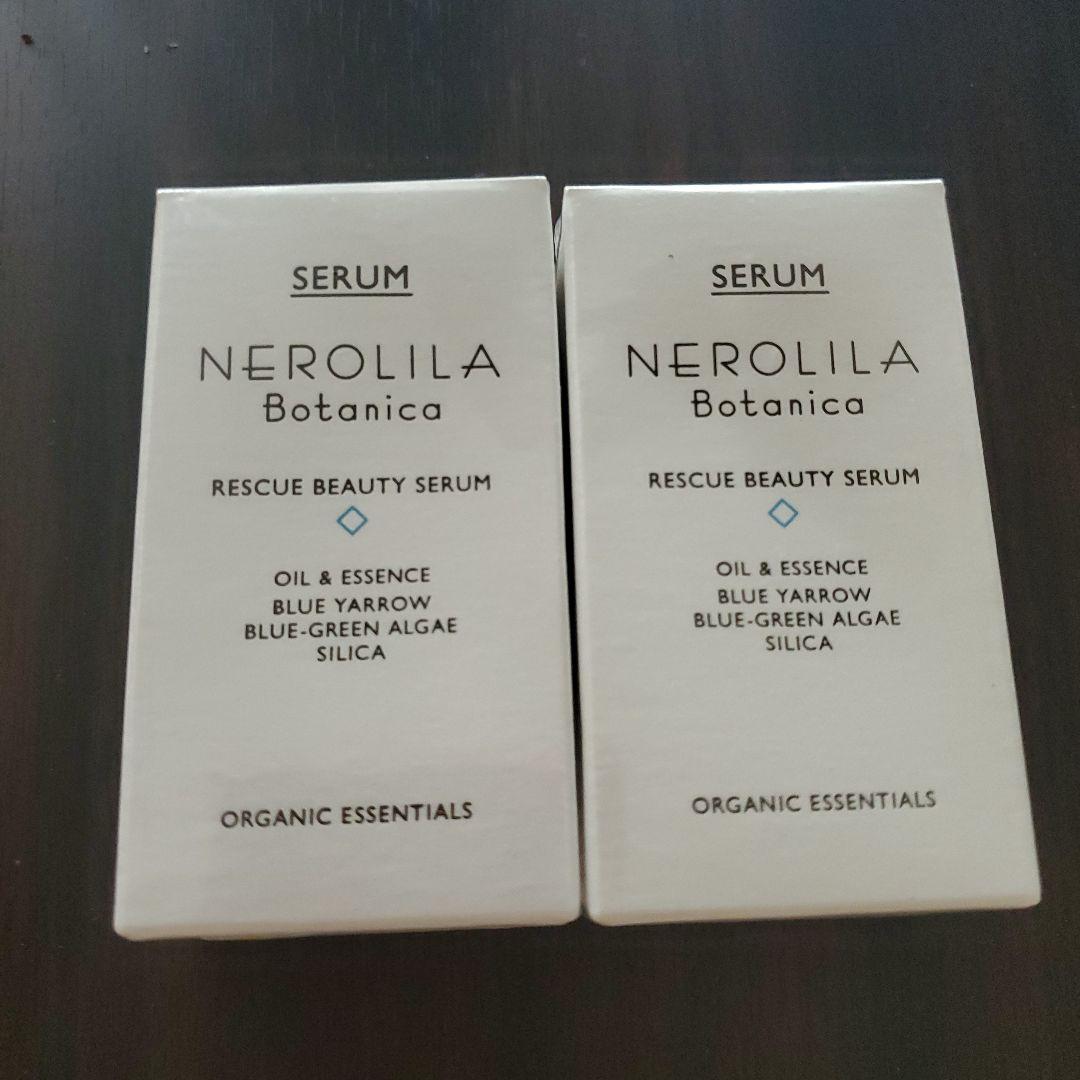 SERUM
NEROLILA
Botanica
RESCUE BEAUTY SERUM
OIL & ESSENCE
BLUE YARROW
BLUE-GREEN ALGAE
SILICA
ORGANIC ESSENTIALS
SERUM
NEROLILA
Botanica
RESCUE BEAUTY SERUM
OIL & ESSENCE
BLUE YARROW
BLUE-GREEN ALGAE
SILICA
ORGANIC ESSENTIALS